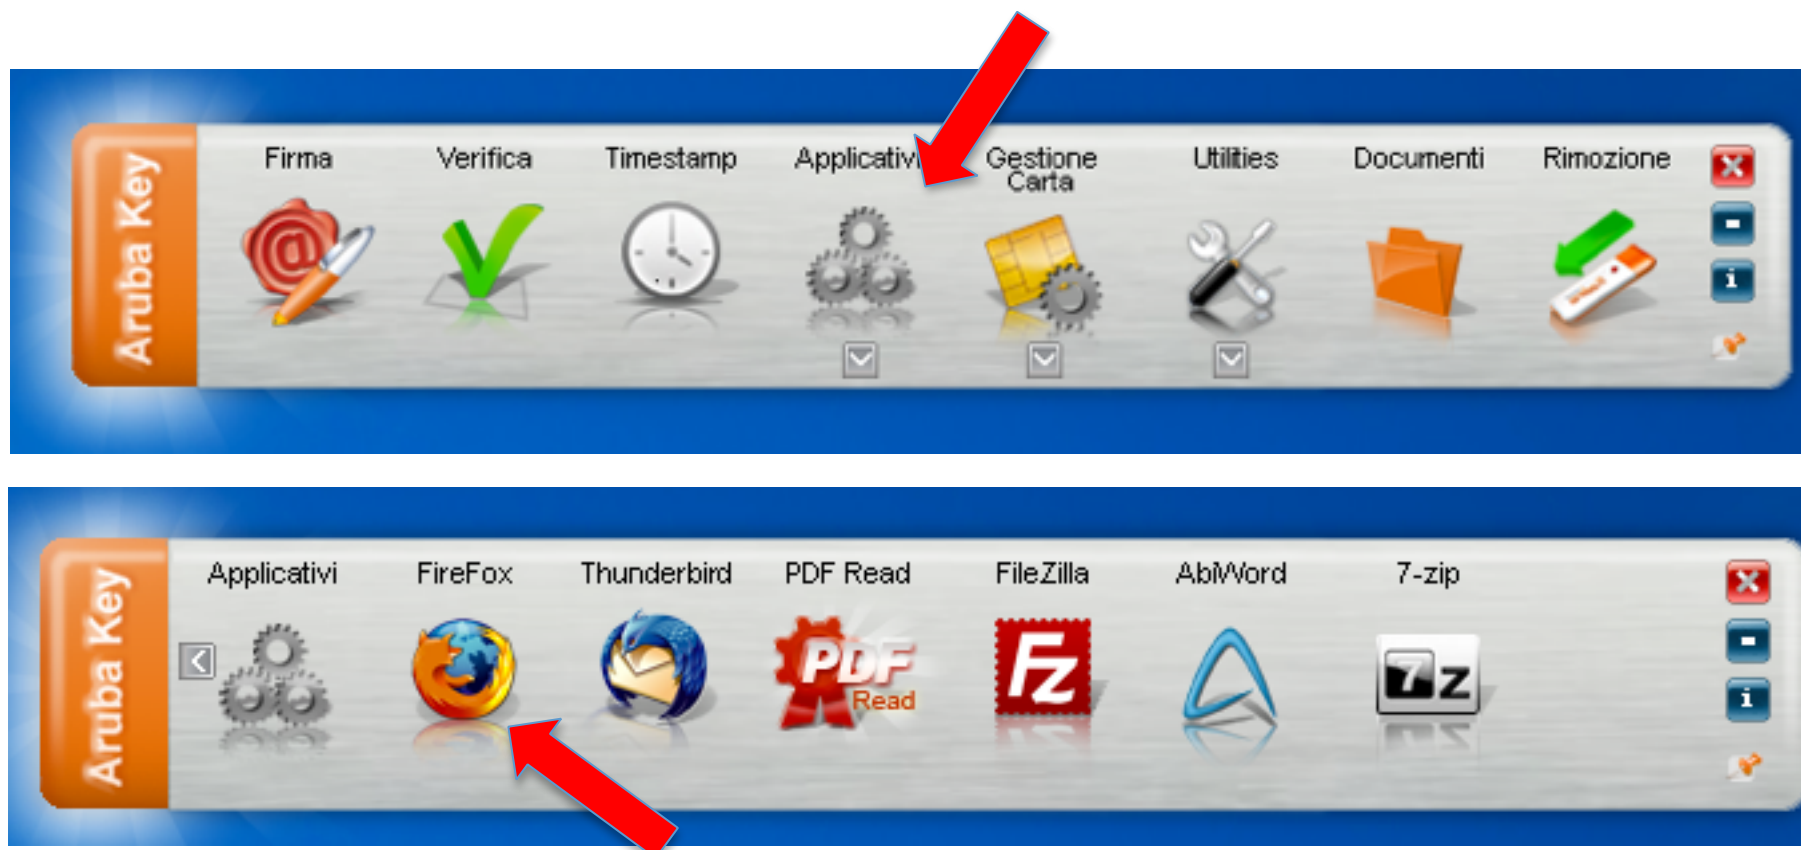 Aruba Key
Firma
Verifica
Timestamp
Applicativi
Gestione
Carta
Utilities
Documenti
Rimozione
@
i
Aruba Key
Applicativi
FireFox
Thunderbird
PDF Read
FileZilla
AbiWord
7-zip
PDF
Read
Fz
7z
i